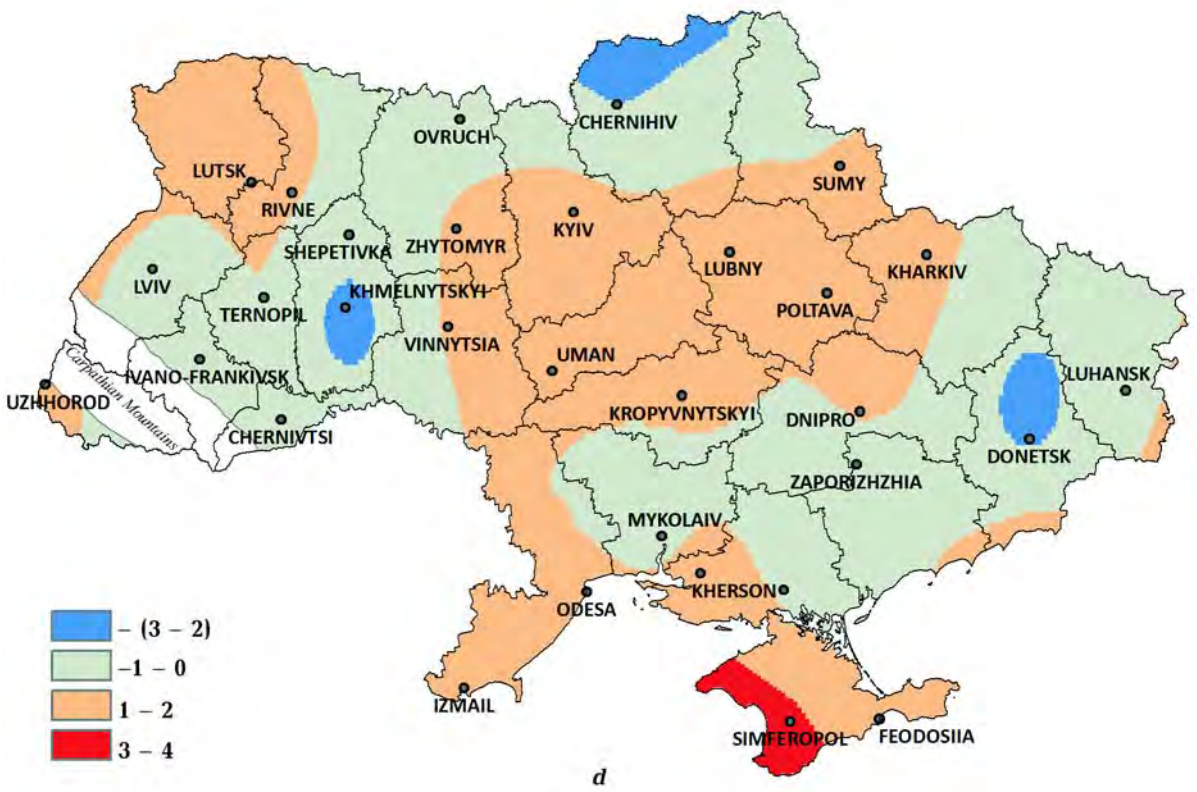 OVRUCH
CHERNIHIV
LUTSK
SUMY
RIVNE
KYIV
SHEPETIVKA
ZHYTOMYR
LUBNY
KHARKIV
LVIV
KHMELNYTSKYI
TERNOPIL
POLTAVA
VINNYTSIA
UMAN
IVANO-FRANKIVSK
LUHANSK
Carpathian Mountains
UZHHOROD
KROPYVNYTSKYI
DNIPRO
CHERNIVTSI
DONETSK
ZAPORIZHZHIA
MYKOLAIV
KHERSON
ODESA
IZMAIL
SIMFEROPOL
FEODOSIIA
– (3 – 2)
–1 – 0
1 – 2
3 – 4
d